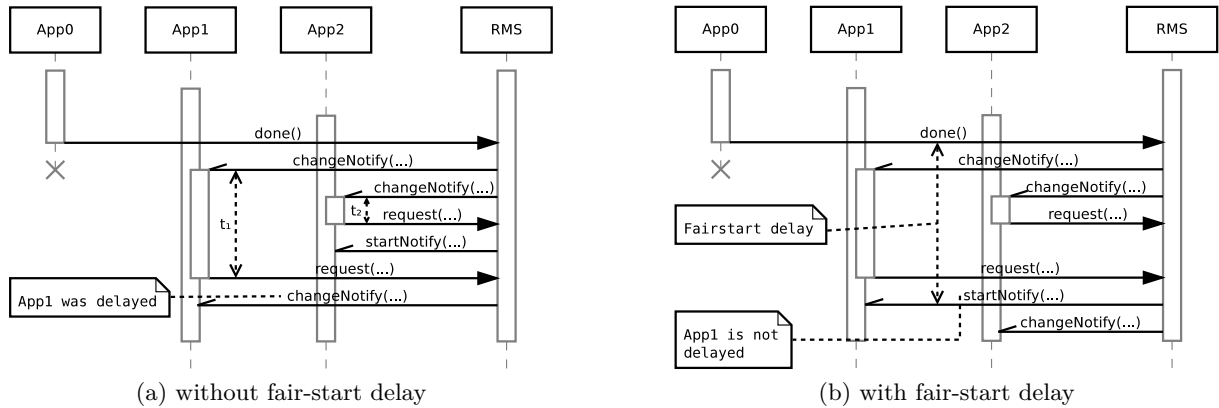 App0
App1
App2
RMS
done()
changeNotify(...)
changeNotify(...)
t₁
t₂
request(...)
startNotify(...)
request(...)
App1 was delayed
changeNotify(...)
(a) without fair-start delay
App0
App1
App2
RMS
done()
changeNotify(...)
changeNotify(...)
request(...)
Fairstart delay
request(...)
startNotify(...)
changeNotify(...)
App1 is not
delayed
(b) with fair-start delay